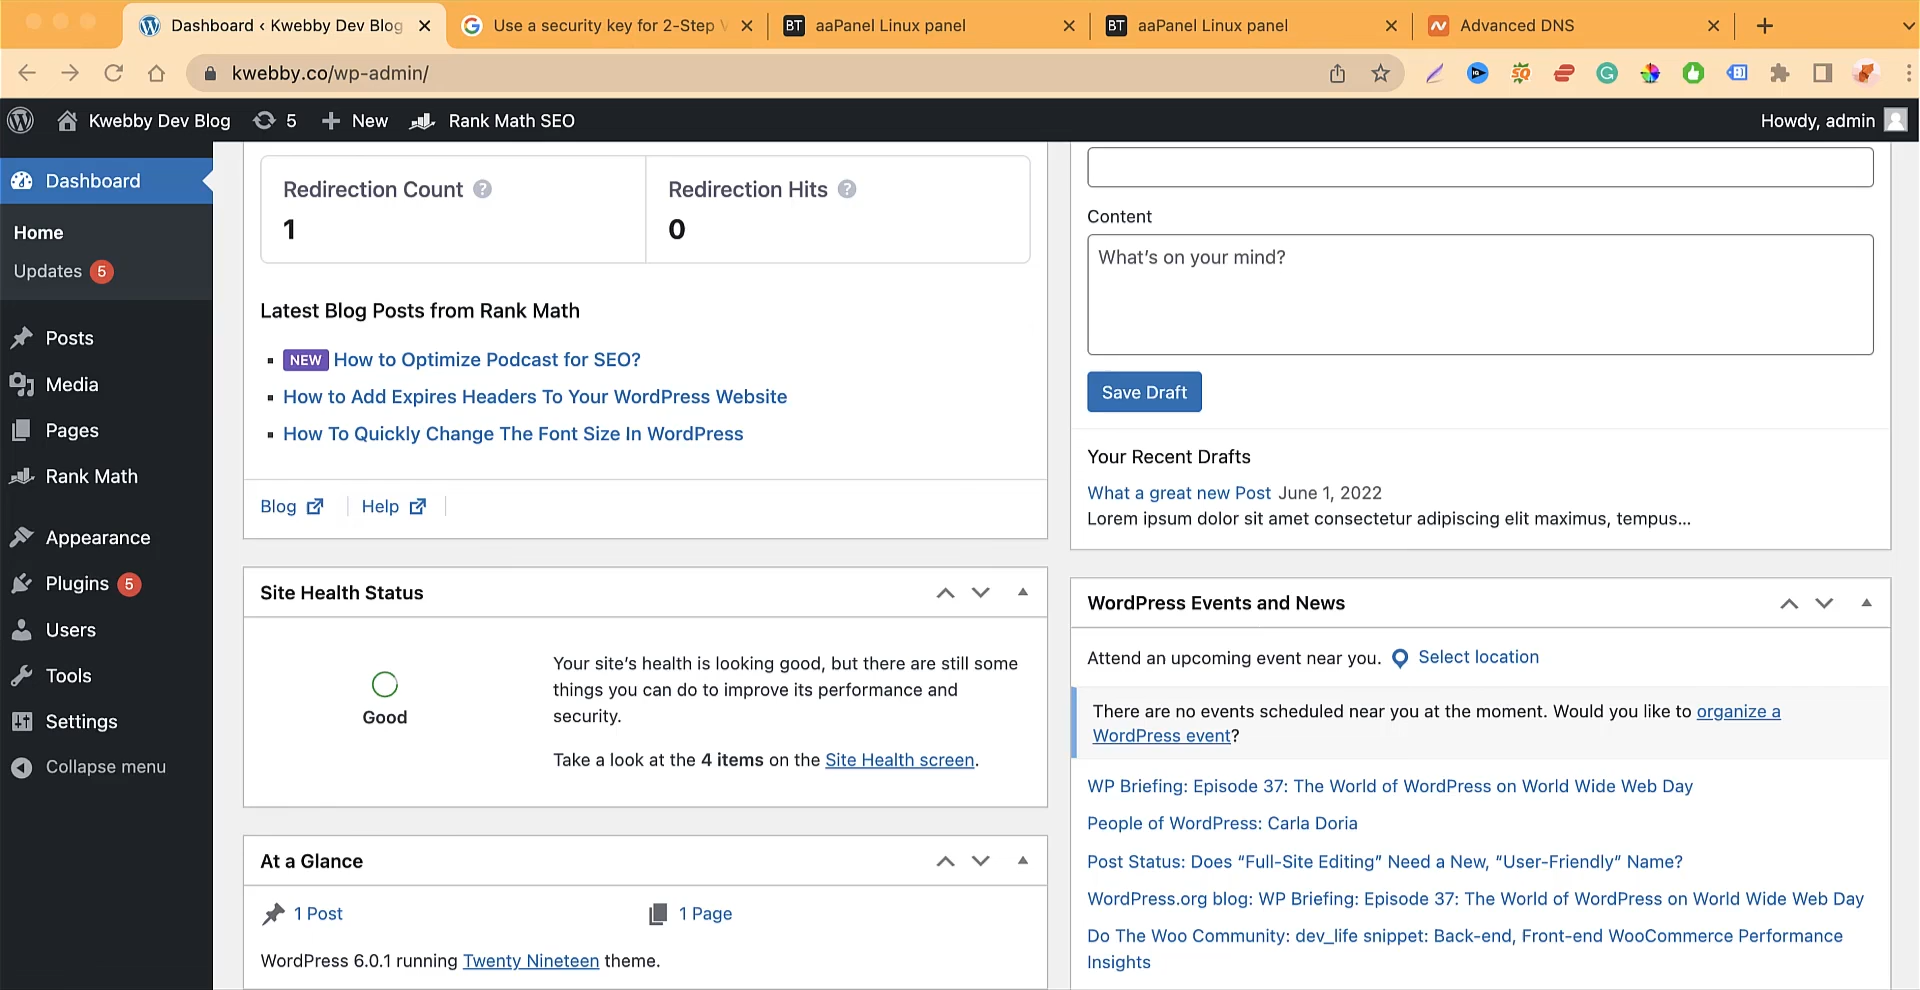 Dashboard ‹ Kwebby Dev Blog
Use a security key for 2-Step V
BT aaPanel Linux panel
BT aaPanel Linux panel
Advanced DNS
kwebby.co/wp-admin/
Kwebby Dev Blog 5 New Rank Math SEO Howdy, admin
Dashboard
Home
Updates 5
Posts
Media
Pages
Rank Math
Appearance
Plugins 5
Users
Tools
Settings
Collapse menu
Redirection Count ?
1
Redirection Hits ?
0
Latest Blog Posts from Rank Math
NEW How to Optimize Podcast for SEO?
How to Add Expires Headers To Your WordPress Website
How To Quickly Change The Font Size In WordPress
Blog Help
Site Health Status
Good
Your site’s health is looking good, but there are still some
things you can do to improve its performance and
security.
Take a look at the 4 items on the Site Health screen.
At a Glance
1 Post 1 Page
WordPress 6.0.1 running Twenty Nineteen theme.
Content
What’s on your mind?
Save Draft
Your Recent Drafts
What a great new Post June 1, 2022
Lorem ipsum dolor sit amet consectetur adipiscing elit maximus, tempus…
WordPress Events and News
Attend an upcoming event near you. Select location
There are no events scheduled near you at the moment. Would you like to organize a
WordPress event?
WP Briefing: Episode 37: The World of WordPress on World Wide Web Day
People of WordPress: Carla Doria
Post Status: Does “Full-Site Editing” Need a New, “User-Friendly” Name?
WordPress.org blog: WP Briefing: Episode 37: The World of WordPress on World Wide Web Day
Do The Woo Community: dev_life snippet: Back-end, Front-end WooCommerce Performance
Insights